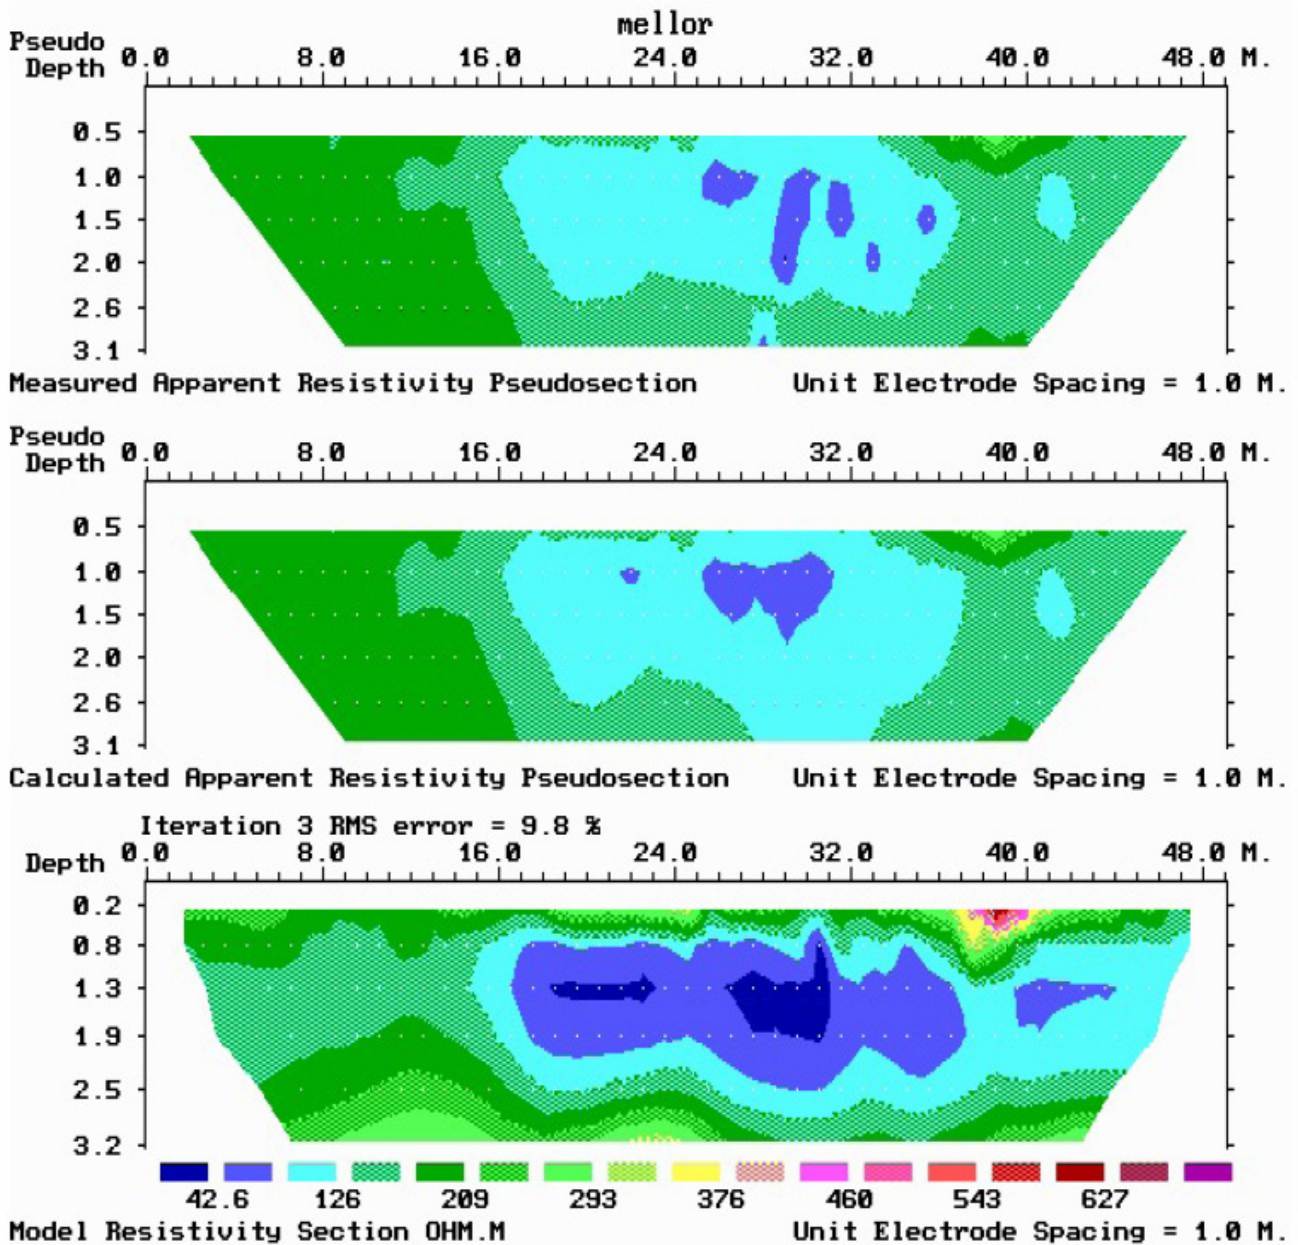 mellor
Pseudo Depth 0.0 8.0 16.0 24.0 32.0 40.0 48.0 M.
0.5
1.0
1.5
2.0
2.6
3.1
Measured Apparent Resistivity Pseudosection Unit Electrode Spacing = 1.0 M.
Pseudo Depth 0.0 8.0 16.0 24.0 32.0 40.0 48.0 M.
0.5
1.0
1.5
2.0
2.6
3.1
Calculated Apparent Resistivity Pseudosection Unit Electrode Spacing = 1.0 M.
Iteration 3 RMS error = 9.8 %
Depth 0.0 8.0 16.0 24.0 32.0 40.0 48.0 M.
0.2
0.8
1.3
1.9
2.5
3.2
42.6 126 209 293 376 460 543 627
Model Resistivity Section OHM.M Unit Electrode Spacing = 1.0 M.